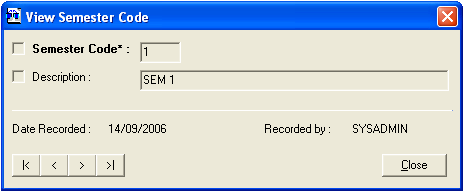 View Semester Code
Semester Code* : 1
Description : SEM 1
Date Recorded : 14/09/2006 Recorded by : SYSADMIN
|< < > >| Close